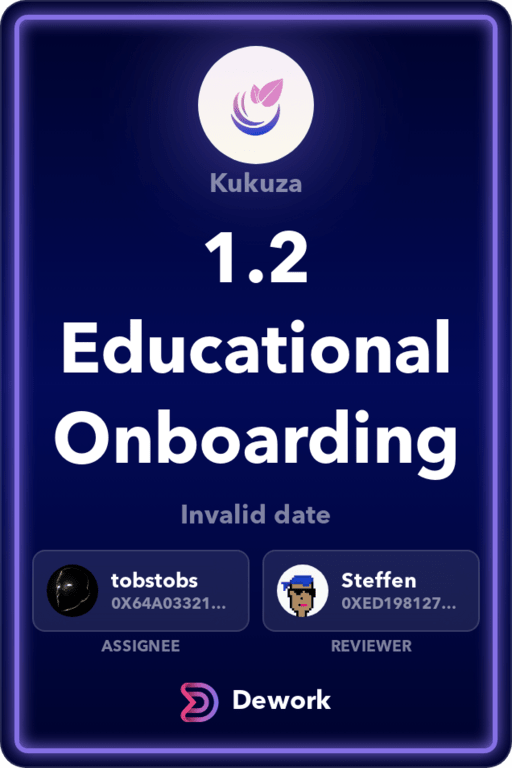 Kukuza
1.2
Educational
Onboarding
Invalid date
tobstobs
0X64A03321...
Steffen
0XED198127...
ASSIGNEE
REVIEWER
Dework